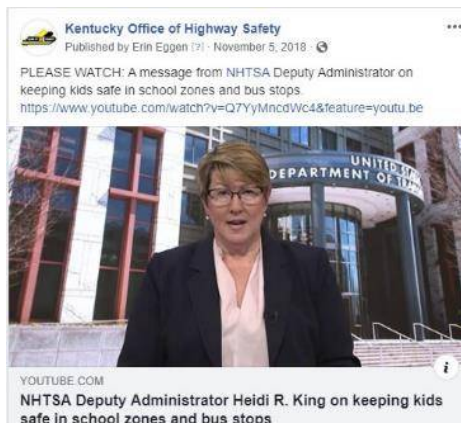 Kentucky Office of Highway Safety
Published by Erin Eggen [?] · November 5, 2018 ·
PLEASE WATCH: A message from NHTSA Deputy Administrator on
keeping kids safe in school zones and bus stops.
https://www.youtube.com/watch?v=Q7YyMncdWc4&feature=youtu.be
UNITED STATES
DEPARTMENT OF TRA
i
YOUTUBE.COM
NHTSA Deputy Administrator Heidi R. King on keeping kids
safe in school zones and bus stops